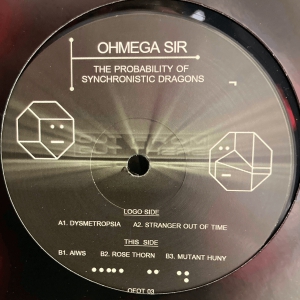 OHMEGA SIR
THE PROBABILITY OF
SYNCHRONISTIC DRAGONS
LOGO SIDE
A1. DYSMETROPSIA A2. STRANGER OUT OF TIME
THIS SIDE
B1. AIWS B2. ROSE THORN B3. MUTANT HUNY
OFOT 03